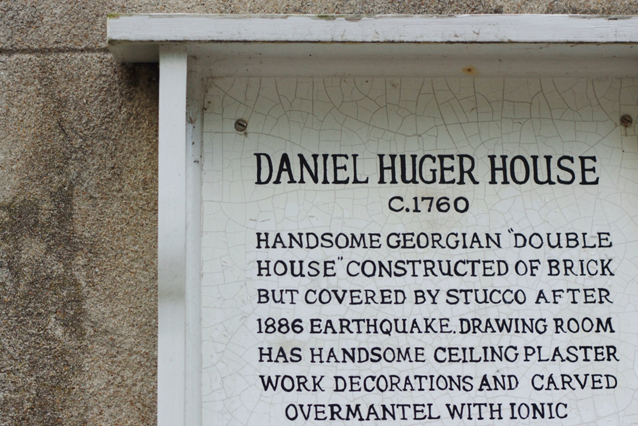 DANIEL HUGER HOUSE
C.1760
HANDSOME GEORGIAN "DOUBLE
HOUSE" CONSTRUCTED OF BRICK
BUT COVERED BY STUCCO AFTER
1886 EARTHQUAKE. DRAWING ROOM
HAS HANDSOME CEILING PLASTER
WORK DECORATIONS AND CARVED
OVERMANTEL WITH IONIC